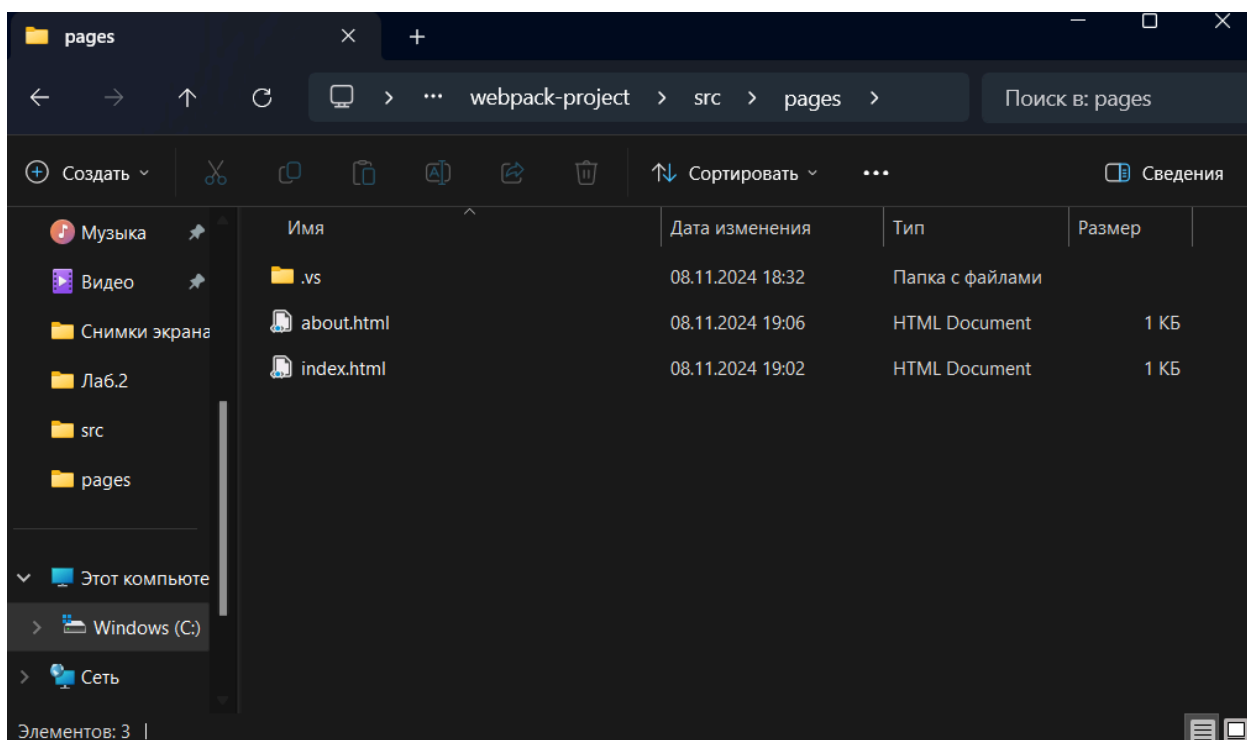 pages
webpack-project > src > pages >
Поиск в: pages
Создать
Сортировать
Сведения
Музыка
Видео
Снимки экрана
Лаб.2
src
pages
Этот компьюте
Windows (C:)
Сеть
Имя Дата изменения Тип Размер
.vs 08.11.2024 18:32 Папка с файлами
about.html 08.11.2024 19:06 HTML Document 1 КБ
index.html 08.11.2024 19:02 HTML Document 1 КБ
Элементов: 3